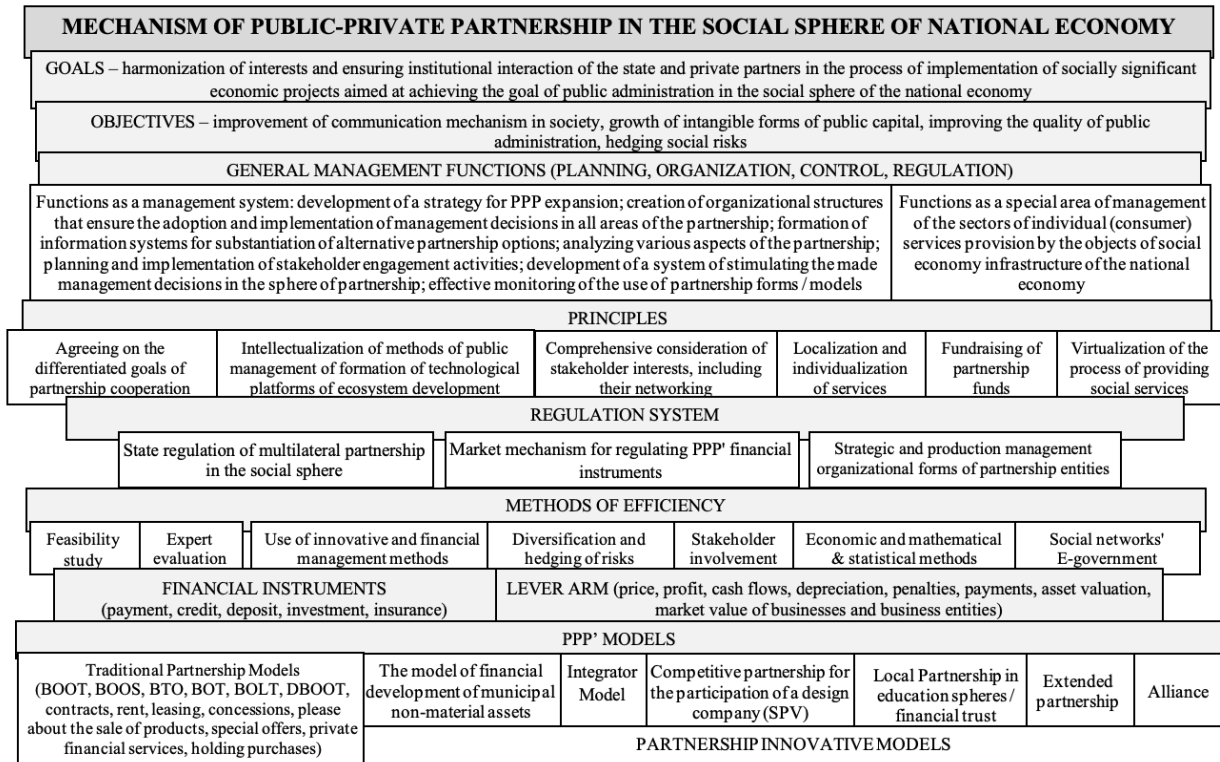 MECHANISM OF PUBLIC-PRIVATE PARTNERSHIP IN THE SOCIAL SPHERE OF NATIONAL ECONOMY
GOALS – harmonization of interests and ensuring institutional interaction of the state and private partners in the process of implementation of socially significant
economic projects aimed at achieving the goal of public administration in the social sphere of the national economy
OBJECTIVES – improvement of communication mechanism in society, growth of intangible forms of public capital, improving the quality of public
administration, hedging social risks
GENERAL MANAGEMENT FUNCTIONS (PLANNING, ORGANIZATION, CONTROL, REGULATION)
Functions as a management system: development of a strategy for PPP expansion; creation of organizational structures
that ensure the adoption and implementation of management decisions in all areas of the partnership; formation of
information systems for substantiation of alternative partnership options; analyzing various aspects of the partnership;
planning and implementation of stakeholder engagement activities; development of a system of stimulating the made
management decisions in the sphere of partnership; effective monitoring of the use of partnership forms / models
Functions as a special area of management
of the sectors of individual (consumer)
services provision by the objects of social
economy infrastructure of the national
economy
PRINCIPLES
Agreeing on the
differentiated goals of
partnership cooperation
Intellectualization of methods of public
management of formation of technological
platforms of ecosystem development
Comprehensive consideration of
stakeholder interests, including
their networking
Localization and
individualization
of services
Fundraising of
partnership
funds
Virtualization of the
process of providing
social services
REGULATION SYSTEM
State regulation of multilateral partnership
in the social sphere
Market mechanism for regulating PPP' financial
instruments
Strategic and production management
organizational forms of partnership entities
METHODS OF EFFICIENCY
Feasibility
study
Expert
evaluation
Use of innovative and financial
management methods
Diversification and
hedging of risks
Stakeholder
involvement
Economic and mathematical
& statistical methods
Social networks'
E-government
FINANCIAL INSTRUMENTS
(payment, credit, deposit, investment, insurance)
LEVER ARM (price, profit, cash flows, depreciation, penalties, payments, asset valuation,
market value of businesses and business entities)
PPP' MODELS
Traditional Partnership Models
(BOOT, BOOS, BTO, BOT, BOLT, DBOOT,
contracts, rent, leasing, concessions, please
about the sale of products, special offers, private
financial services, holding purchases)
The model of financial
development of municipal
non-material assets
Integrator
Model
Competitive partnership for
the participation of a design
company (SPV)
Local Partnership in
education spheres /
financial trust
Extended
partnership
Alliance
PARTNERSHIP INNOVATIVE MODELS